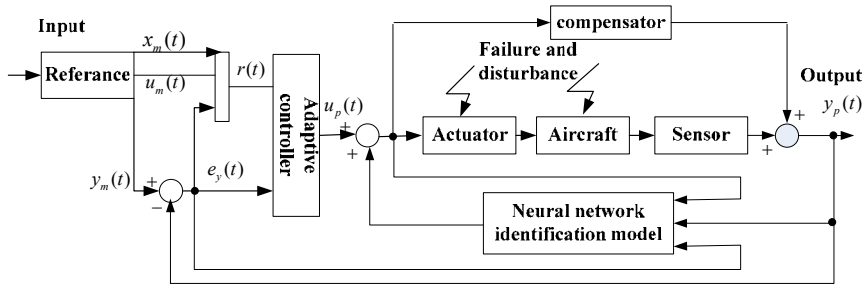 compensator
Input
x_m(t)
Failure and
disturbance
Output
Referance
u_m(t)
r(t)
Adaptive
controller
u_p(t)
y_p(t)
+
+
+
+
Actuator
Aircraft
Sensor
y_m(t)
+
−
e_y(t)
Neural network
identification model